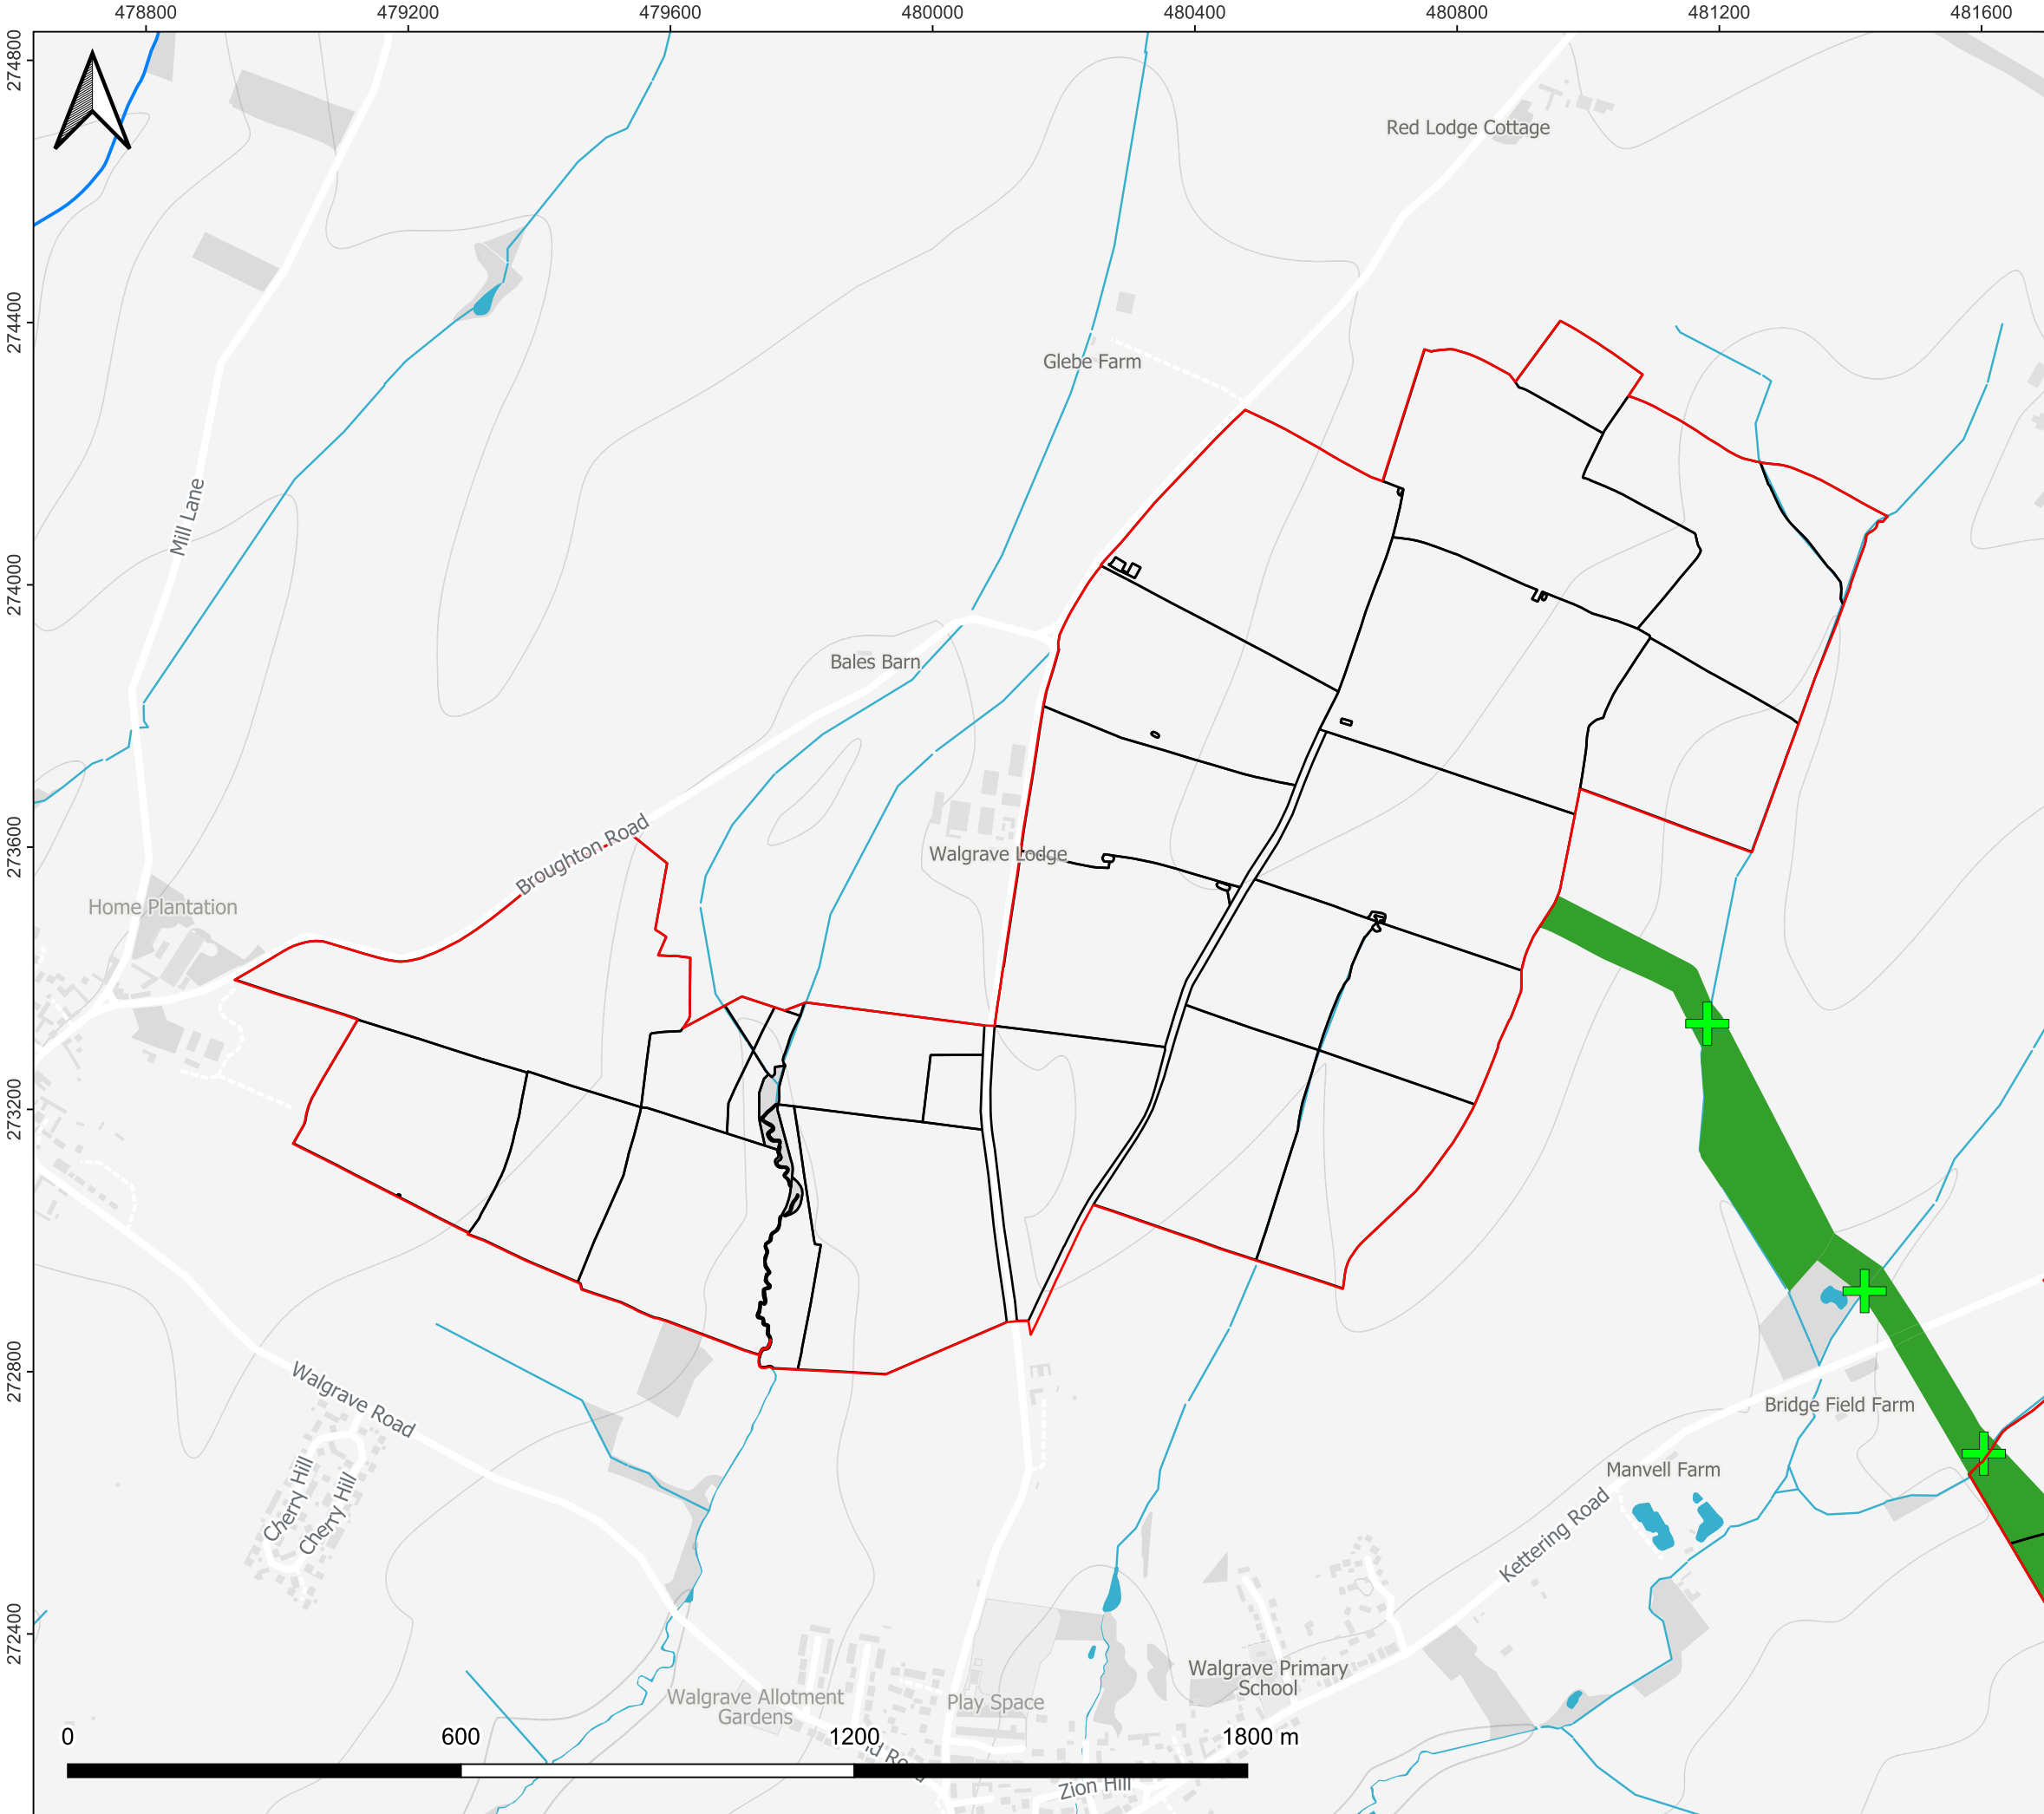 478800 479200 479600 480000 480400 480800 481200 481600
274800
Red Lodge Cottage
274400
Glebe Farm
Mill Lane
274000
Bales Barn
273600
Broughton Road
Walgrave Lodge
Home Plantation
273200
272800
Walgrave Road
Bridge Field Farm
Cherry Hill
Cherry Hill
Manvell Farm
Kettering Road
272400
Walgrave Primary
School
Walgrave Allotment
Gardens
Play Space
0 600 1200 1800 m
Zion Hill